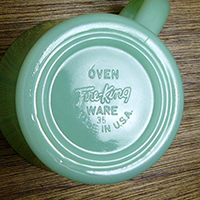 OVEN
Fire-King
WARE
35
MADE IN U.S.A.